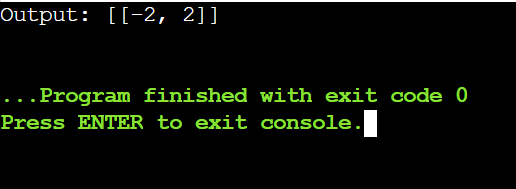 Output: [[-2, 2]]
...Program finished with exit code 0
Press ENTER to exit console.